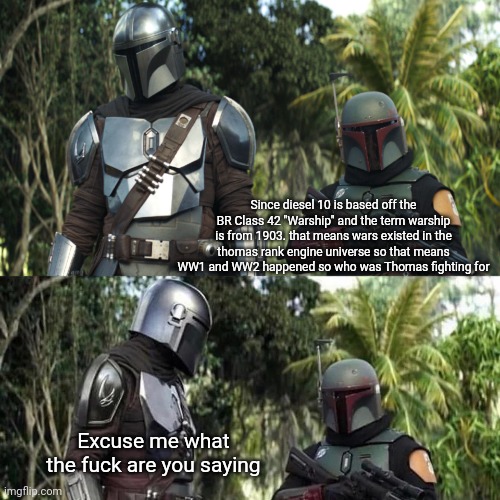 Since diesel 10 is based off the
BR Class 42 "Warship" and the term warship
is from 1903. that means wars existed in the
thomas rank engine universe so that means
WW1 and WW2 happened so who was Thomas fighting for
Excuse me what
the fuck are you saying
imgflip.com